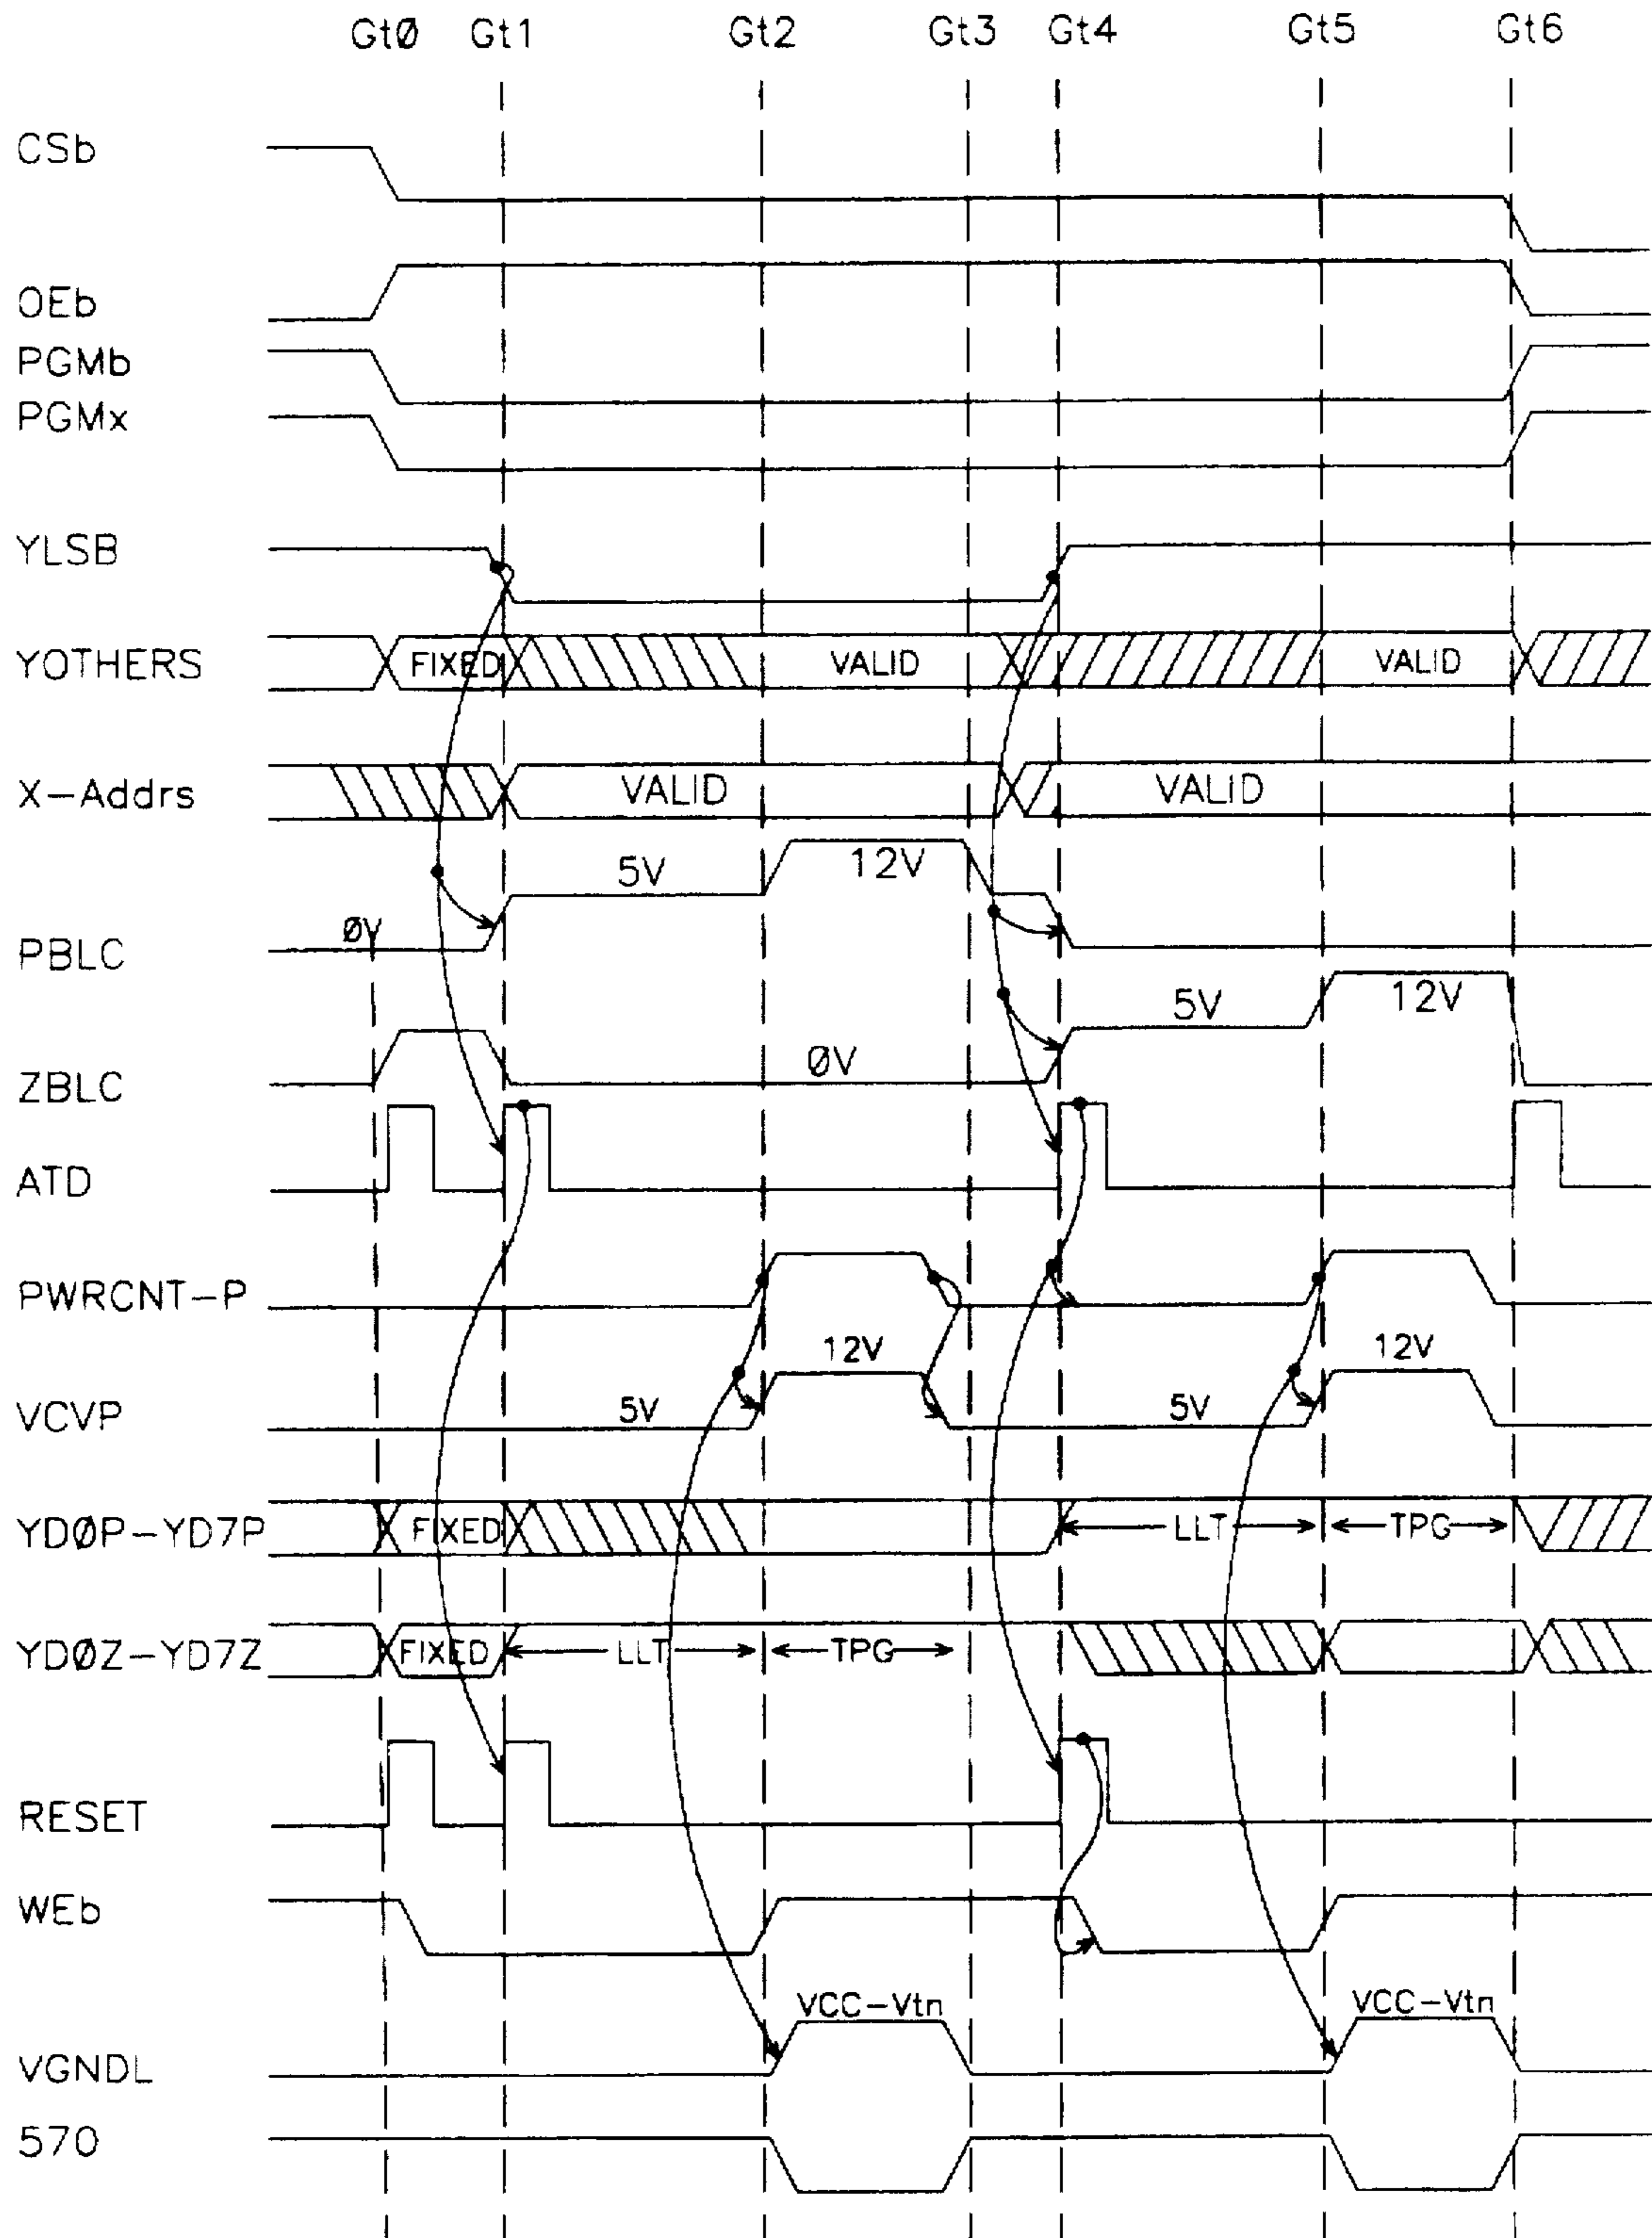 GtØ Gt1 Gt2 Gt3 Gt4 Gt5 Gt6
CSb
OEb
PGMb
PGMx
YLSB
YOTHERS FIXED VALID VALID
X-Addrs VALID VALID
5V 12V
ØV
PBLC
5V 12V
ØV
ZBLC
ATD
PWRCNT-P
12V 12V
VCVP 5V 5V
YDØP-YD7P FIXED LLT TPG
YDØZ-YD7Z FIXED LLT TPG
RESET
WEb
VCC-Vtn VCC-Vtn
VGNDL
570